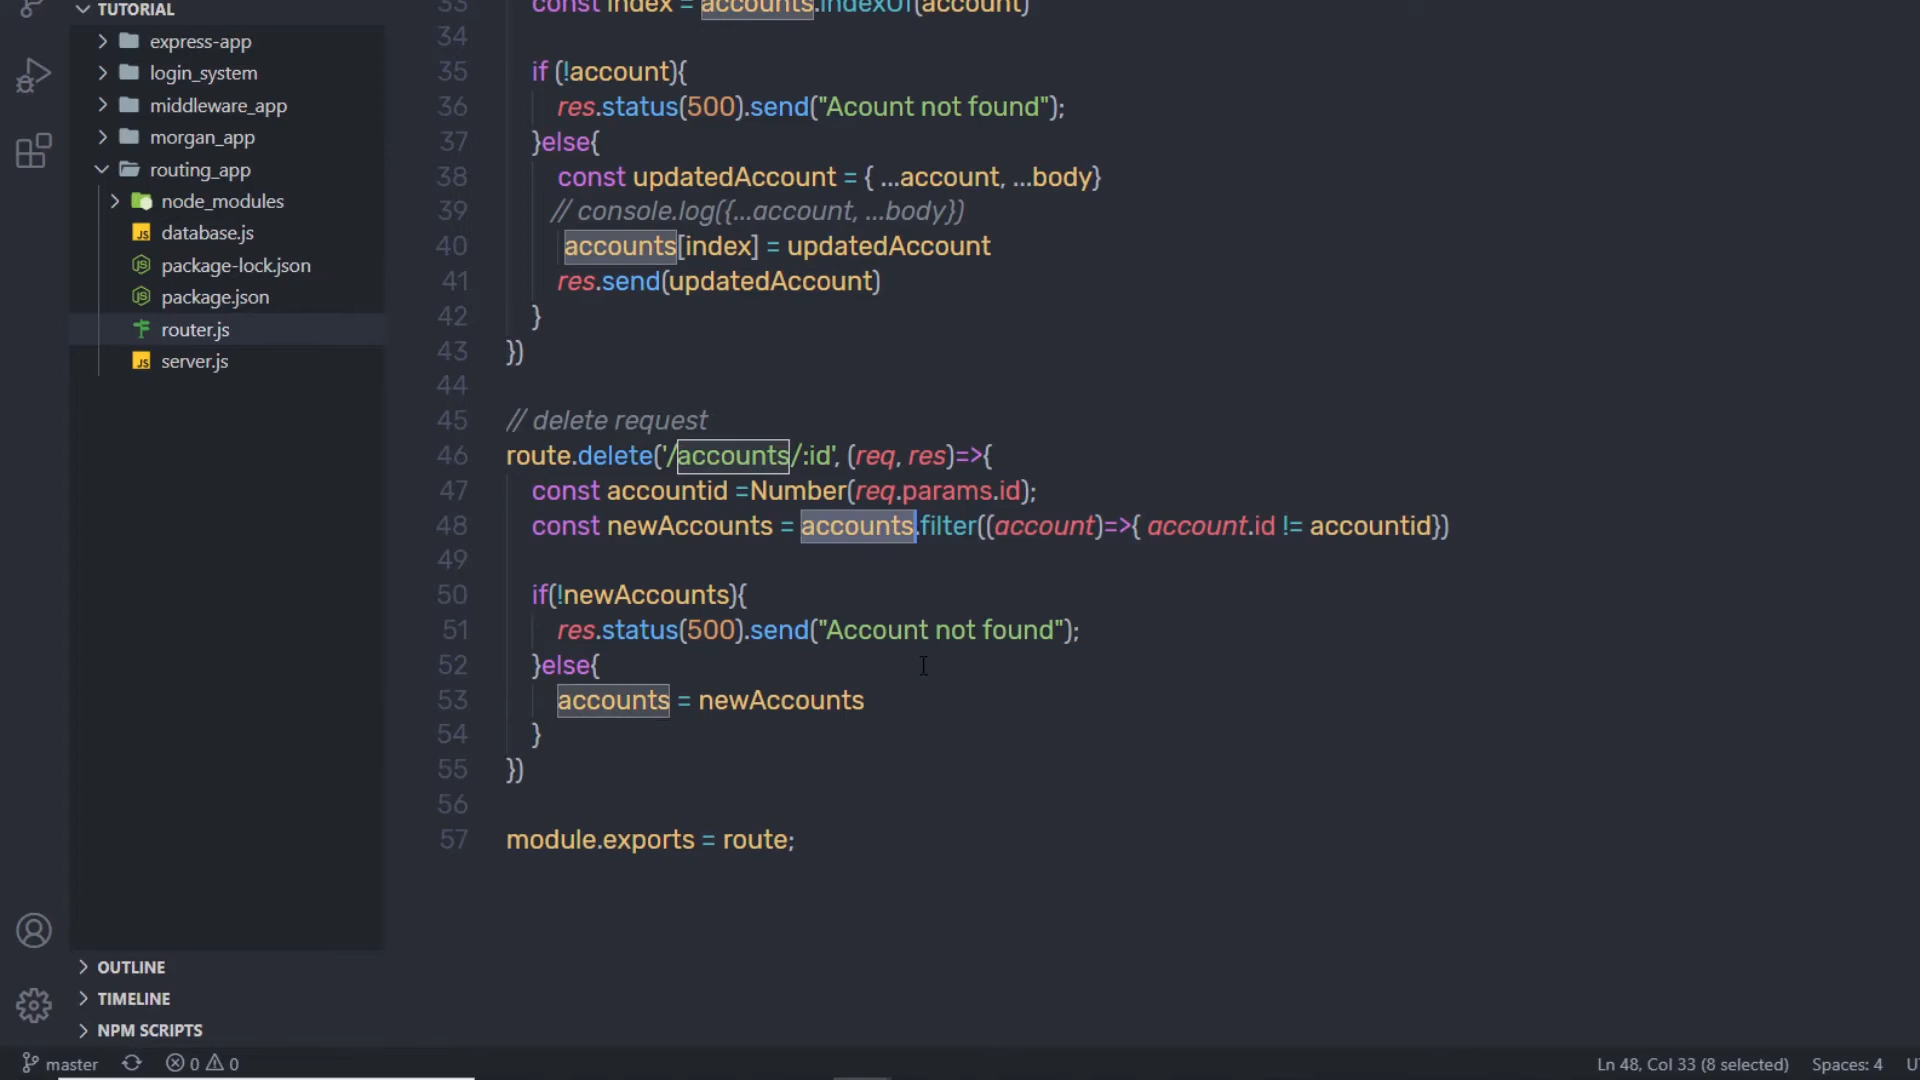 TUTORIAL
express-app
login_system
middleware_app
morgan_app
routing_app
node_modules
database.js
package-lock.json
package.json
router.js
server.js
OUTLINE
TIMELINE
NPM SCRIPTS
33 const index = accounts.indexOf(account)
34
35 if (!account){
36 res.status(500).send("Acount not found");
37 }else{
38 const updatedAccount = { ...account, ...body}
39 // console.log({...account, ...body})
40 accounts[index] = updatedAccount
41 res.send(updatedAccount)
42 }
43 })
44
45 // delete request
46 route.delete('/accounts/:id', (req, res)=>{
47 const accountid =Number(req.params.id);
48 const newAccounts = accounts.filter((account)=>{ account.id != accountid})
49
50 if(!newAccounts){
51 res.status(500).send("Account not found");
52 }else{
53 accounts = newAccounts
54 }
55 })
56
57 module.exports = route;
master 0 0 Ln 48, Col 33 (8 selected) Spaces: 4